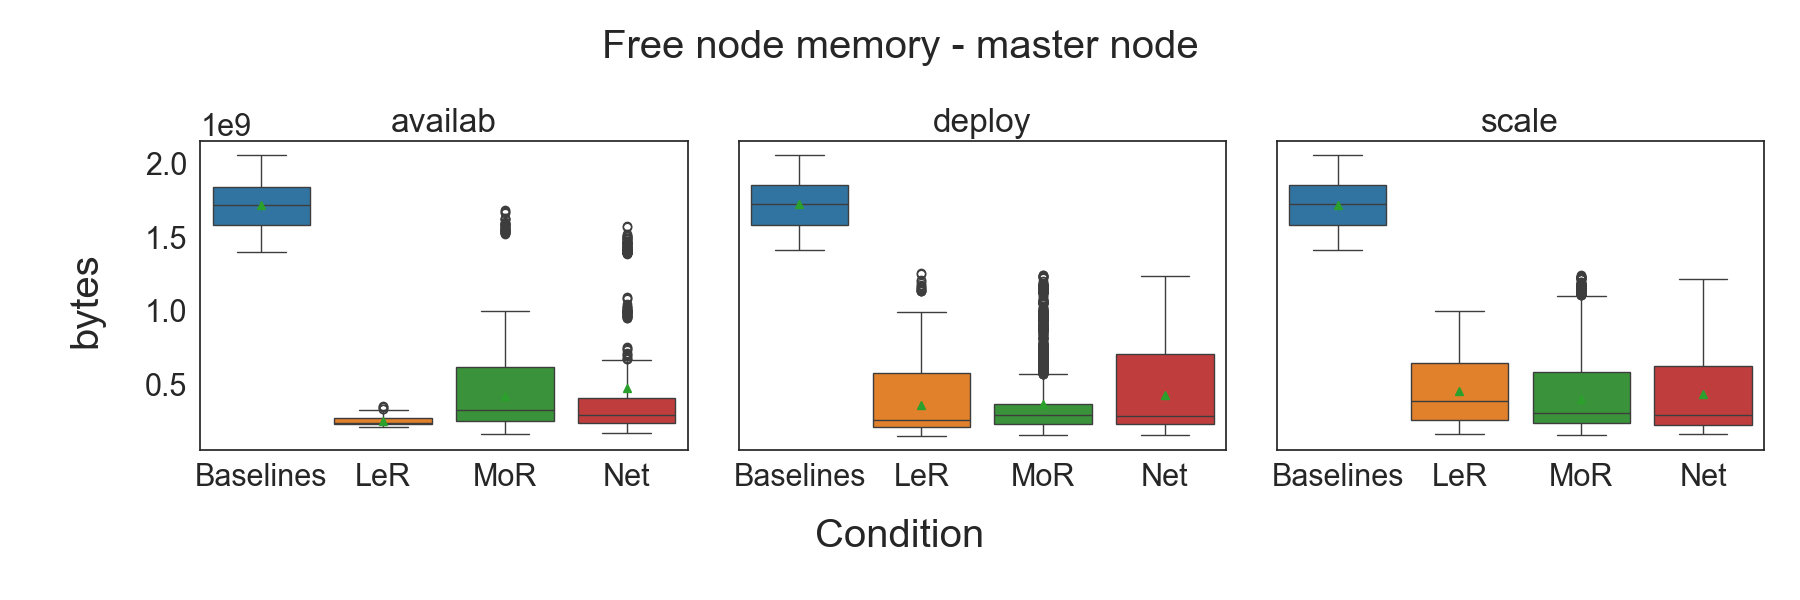 Free node memory - master node
availab
deploy
scale
1e9
2.0
1.5
1.0
0.5
bytes
Baselines LeR MoR Net
Baselines LeR MoR Net
Baselines LeR MoR Net
Condition